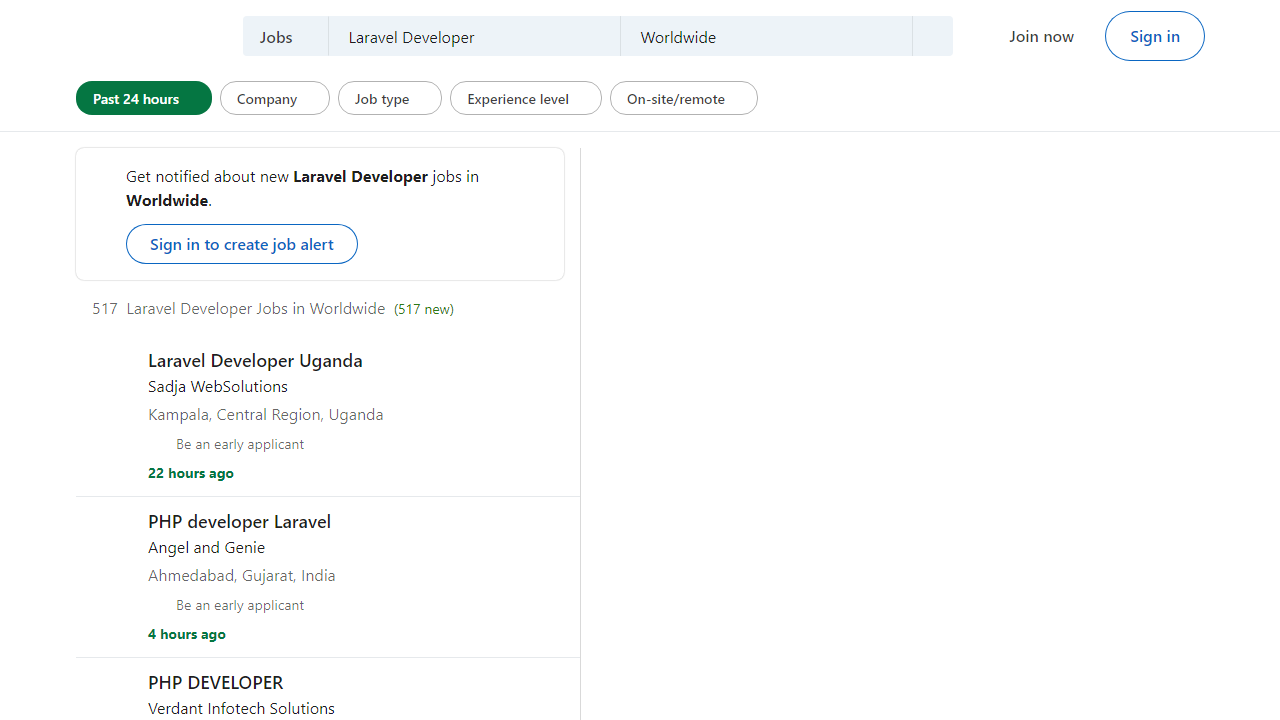 Jobs Laravel Developer Worldwide Join now Sign in
Past 24 hours Company Job type Experience level On-site/remote
Get notified about new Laravel Developer jobs in
Worldwide.
Sign in to create job alert
517 Laravel Developer Jobs in Worldwide (517 new)
Laravel Developer Uganda
Sadja WebSolutions
Kampala, Central Region, Uganda
Be an early applicant
22 hours ago
PHP developer Laravel
Angel and Genie
Ahmedabad, Gujarat, India
Be an early applicant
4 hours ago
PHP DEVELOPER
Verdant Infotech Solutions